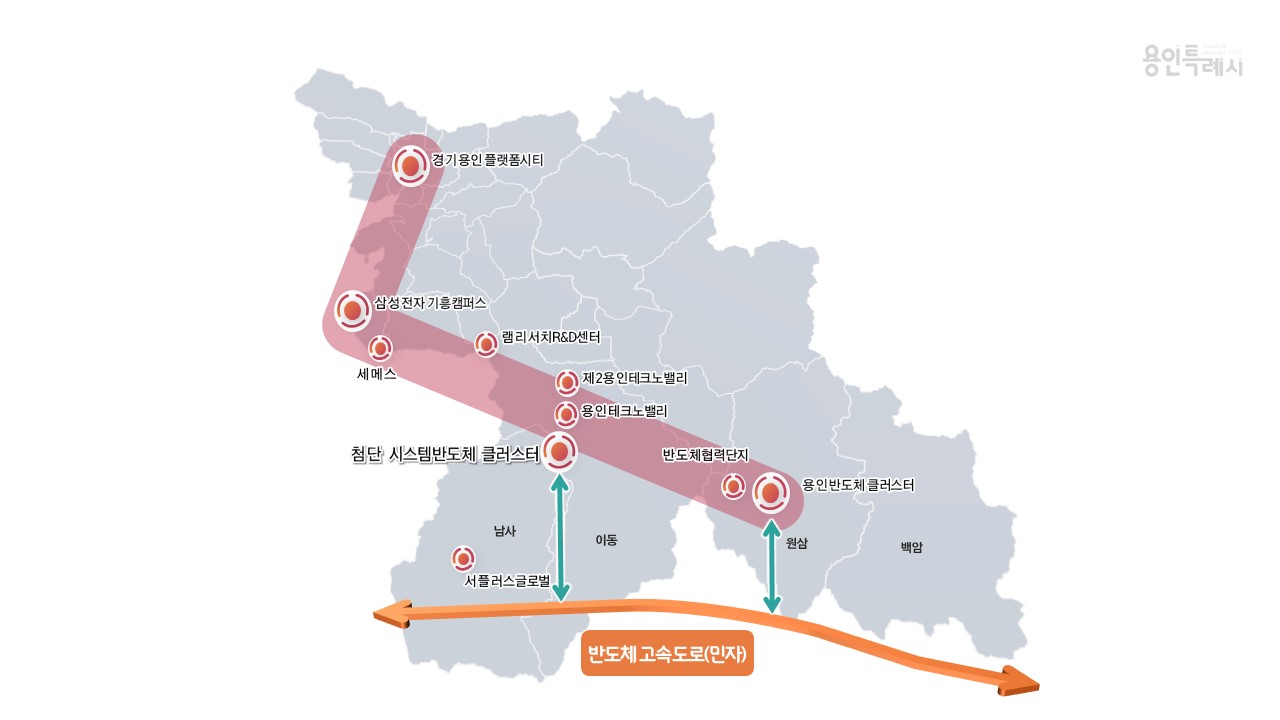 용인특례시
경기용인플랫폼시티
삼성전자 기흥캠퍼스
세메스
램리서치R&D센터
제2용인테크노밸리
용인테크노밸리
첨단 시스템반도체 클러스터
반도체협력단지
용인반도체클러스터
남사
이동
원삼
백암
서플러스글로벌
반도체 고속도로(민자)